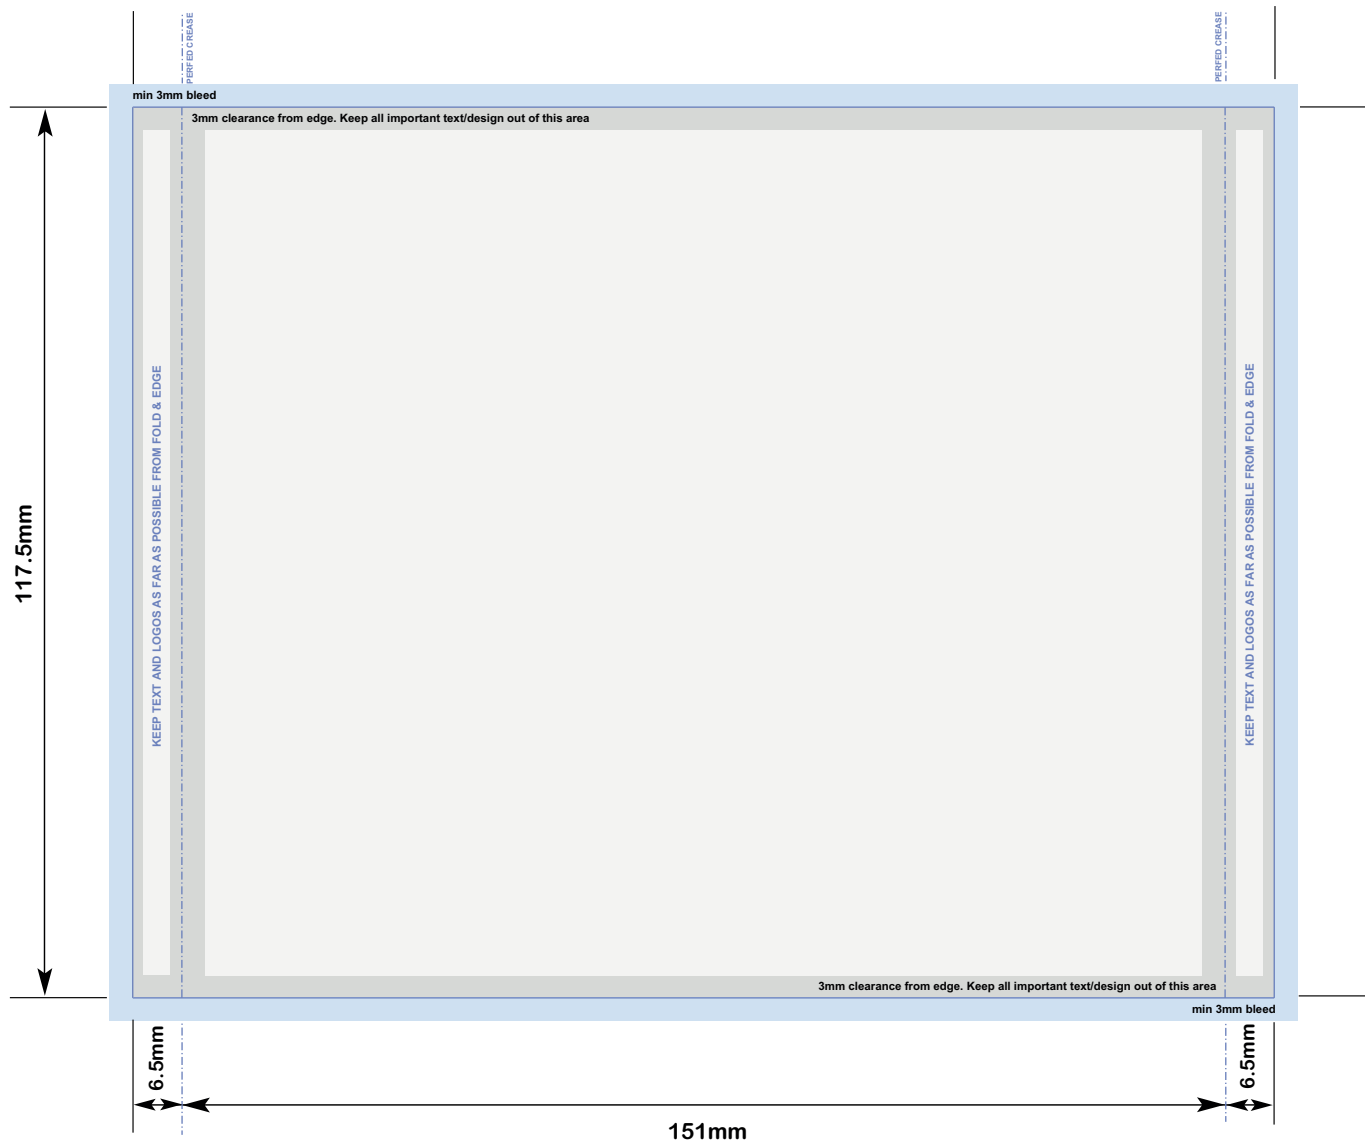 PERFED CREASE
PERFED CREASE
min 3mm bleed
3mm clearance from edge. Keep all important text/design out of this area
KEEP TEXT AND LOGOS AS FAR AS POSSIBLE FROM FOLD & EDGE
KEEP TEXT AND LOGOS AS FAR AS POSSIBLE FROM FOLD & EDGE
117.5mm
3mm clearance from edge. Keep all important text/design out of this area
min 3mm bleed
6.5mm
6.5mm
151mm